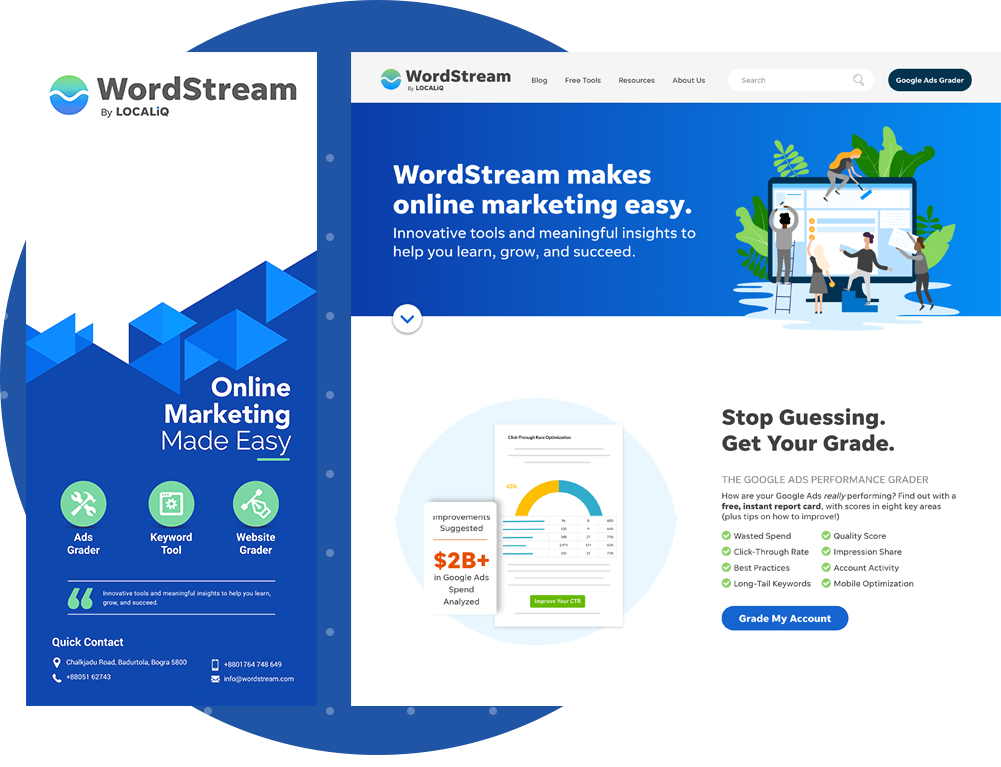 WordStream
By LOCALiQ
Online
Marketing
Made Easy
Ads
Grader
Keyword
Tool
Website
Grader
Innovative tools and meaningful insights to help you learn,
grow, and succeed.
Quick Contact
Chalkjadu Road, Badurtola, Bogra 5800
+88051 62743
+8801764 748 649
info@wordstream.com
WordStream
By LOCALiQ
Blog
Free Tools
Resources
About Us
Search
Google Ads Grader
WordStream makes
online marketing easy.
Innovative tools and meaningful insights to
help you learn, grow, and succeed.
Click-Through Race Optimization
43%
Improvements
Suggested
$2B+
in Google Ads
Spend
Analyzed
Improve Your CTR
Stop Guessing.
Get Your Grade.
THE GOOGLE ADS PERFORMANCE GRADER
How are your Google Ads really performing? Find out with a
free, instant report card, with scores in eight key areas
(plus tips on how to improve!)
Wasted Spend
Quality Score
Click-Through Rate
Impression Share
Best Practices
Account Activity
Long-Tail Keywords
Mobile Optimization
Grade My Account